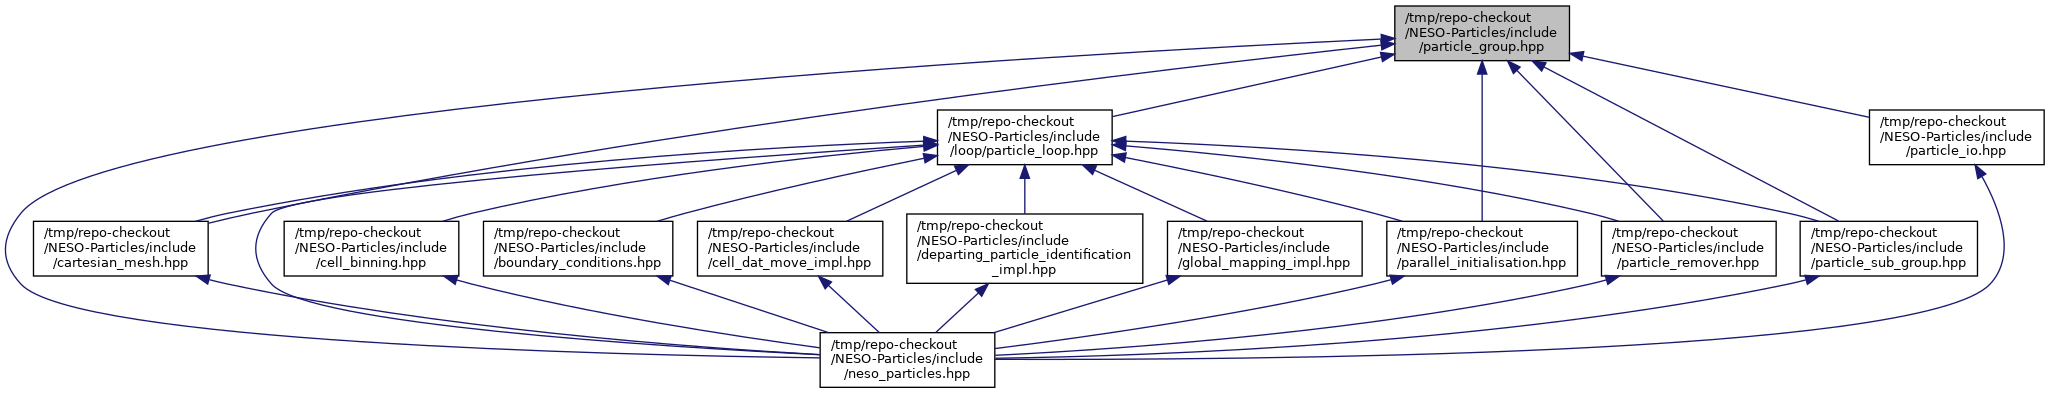 /tmp/repo-checkout
/NESO-Particles/include
/particle_group.hpp
/tmp/repo-checkout
/NESO-Particles/include
/loop/particle_loop.hpp
/tmp/repo-checkout
/NESO-Particles/include
/particle_io.hpp
/tmp/repo-checkout
/NESO-Particles/include
/cartesian_mesh.hpp
/tmp/repo-checkout
/NESO-Particles/include
/cell_binning.hpp
/tmp/repo-checkout
/NESO-Particles/include
/boundary_conditions.hpp
/tmp/repo-checkout
/NESO-Particles/include
/cell_dat_move_impl.hpp
/tmp/repo-checkout
/NESO-Particles/include
/departing_particle_identification
_impl.hpp
/tmp/repo-checkout
/NESO-Particles/include
/global_mapping_impl.hpp
/tmp/repo-checkout
/NESO-Particles/include
/parallel_initialisation.hpp
/tmp/repo-checkout
/NESO-Particles/include
/particle_remover.hpp
/tmp/repo-checkout
/NESO-Particles/include
/particle_sub_group.hpp
/tmp/repo-checkout
/NESO-Particles/include
/neso_particles.hpp